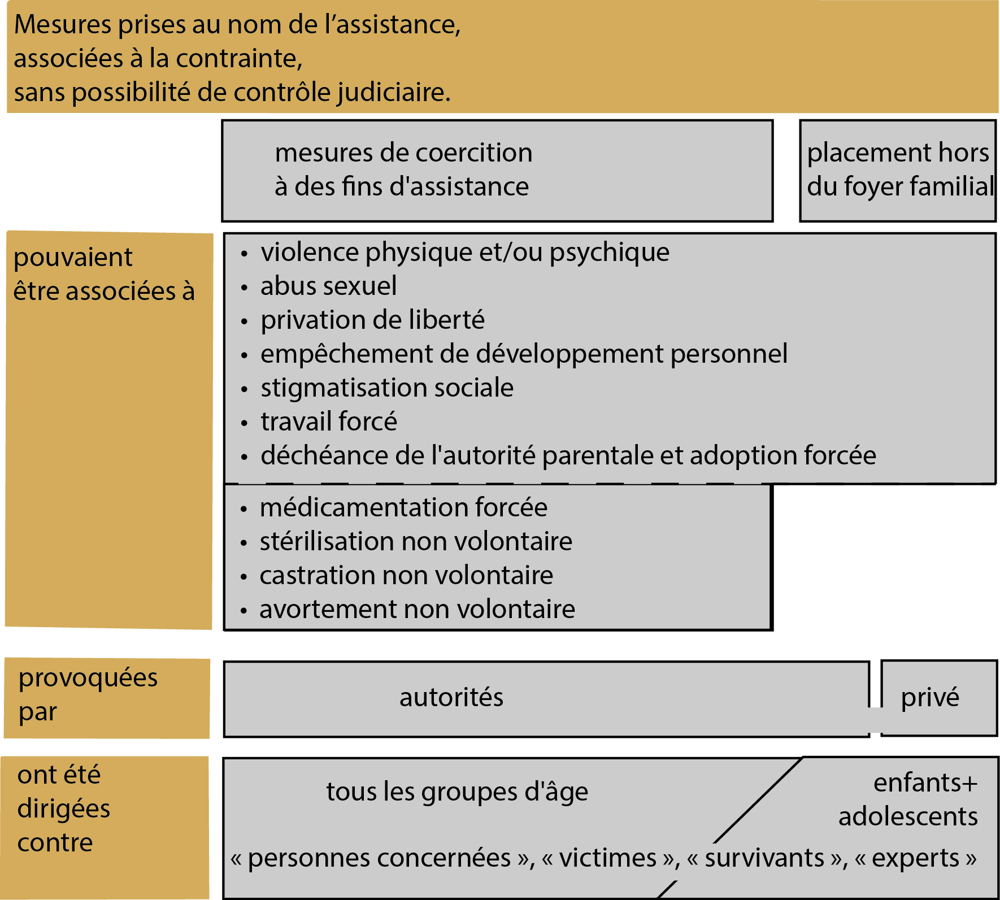 Mesures prises au nom de l’assistance,
associées à la contrainte,
sans possibilité de contrôle judiciaire.
mesures de coercition
à des fins d'assistance
placement hors
du foyer familial
pouvaient
être associées à
• violence physique et/ou psychique
• abus sexuel
• privation de liberté
• empêchement de développement personnel
• stigmatisation sociale
• travail forcé
• déchéance de l'autorité parentale et adoption forcée
• médicamentation forcée
• stérilisation non volontaire
• castration non volontaire
• avortement non volontaire
provoquées
par
autorités
privé
ont été
dirigées
contre
tous les groupes d'âge
enfants+
adolescents
« personnes concernées », « victimes », « survivants », « experts »